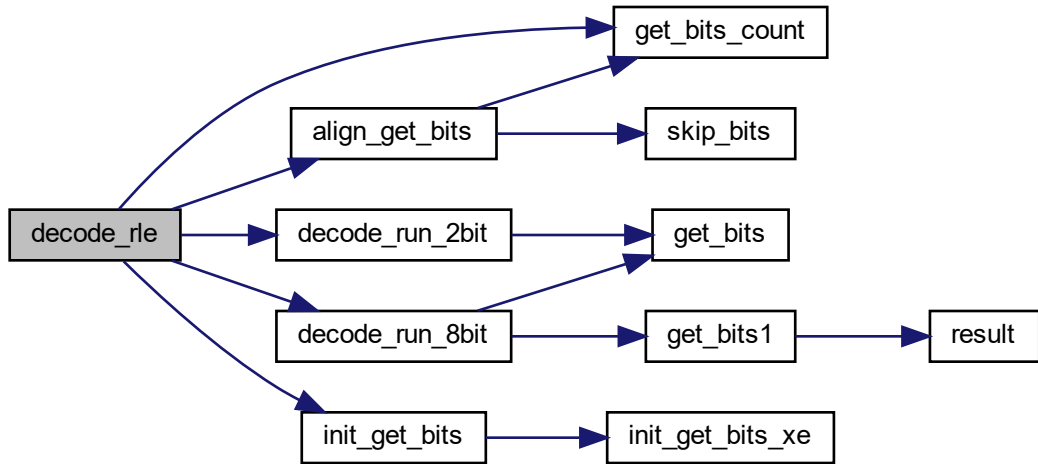 get_bits_count
align_get_bits
skip_bits
decode_rle
decode_run_2bit
get_bits
decode_run_8bit
get_bits1
result
init_get_bits
init_get_bits_xe